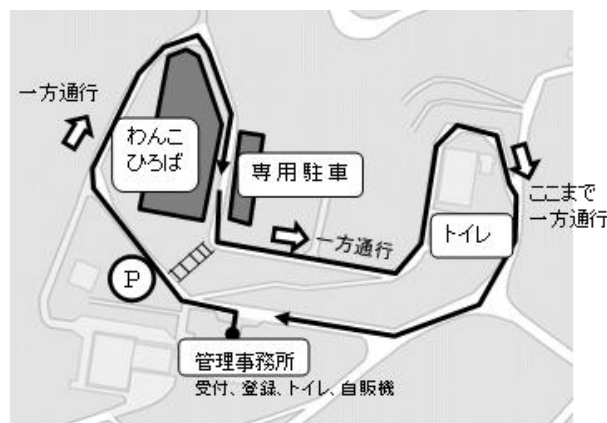 一方通行
わんこ
ひろば
専用駐車
一方通行
トイレ
ここまで
一方通行
P
管理事務所
受付、登録、トイレ、自販機